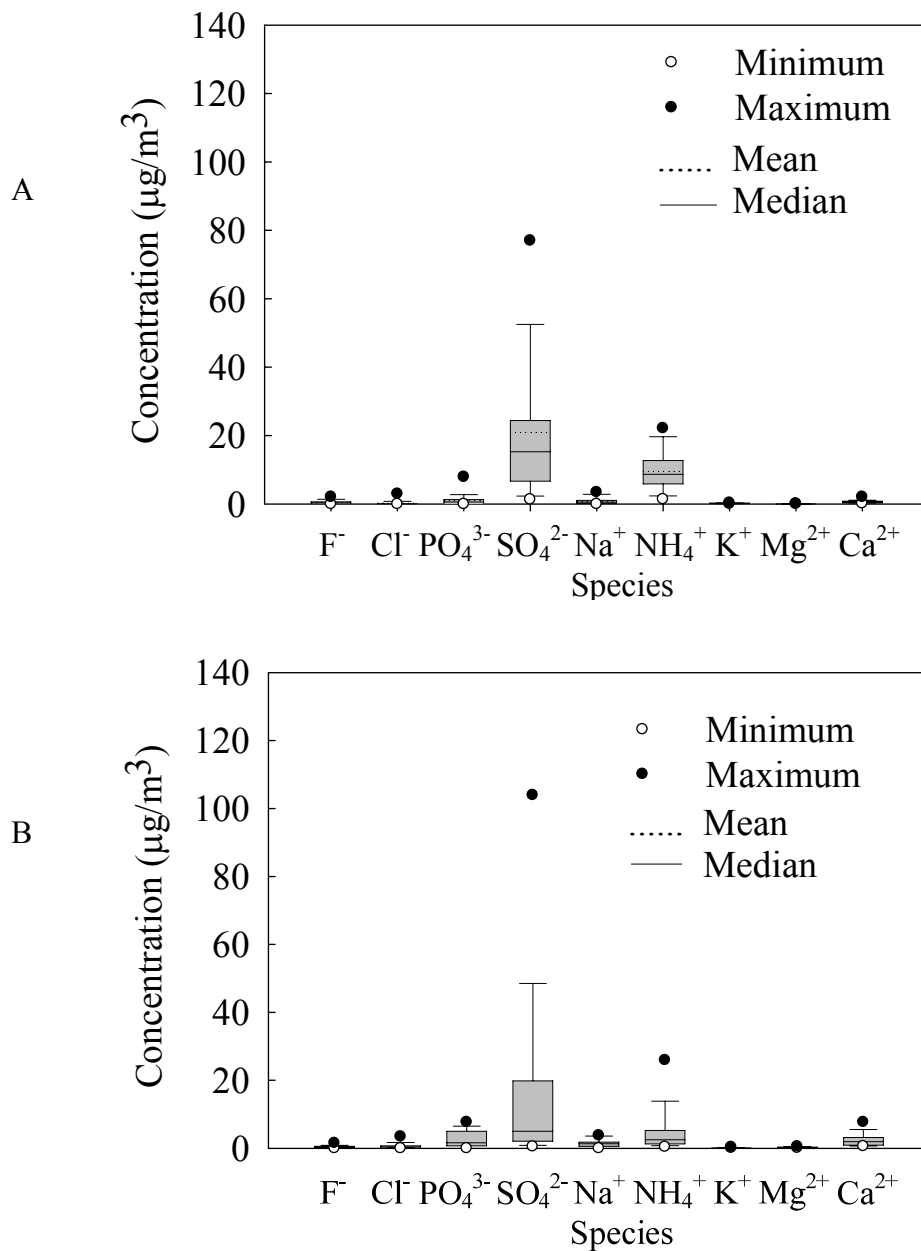 A
Concentration (µg/m³)
140
120
100
80
60
40
20
0
Minimum
Maximum
Mean
Median
F⁻ Cl⁻ PO₄³⁻ SO₄²⁻ Na⁺ NH₄⁺ K⁺ Mg²⁺ Ca²⁺
Species
B
Concentration (µg/m³)
140
120
100
80
60
40
20
0
Minimum
Maximum
Mean
Median
F⁻ Cl⁻ PO₄³⁻ SO₄²⁻ Na⁺ NH₄⁺ K⁺ Mg²⁺ Ca²⁺
Species